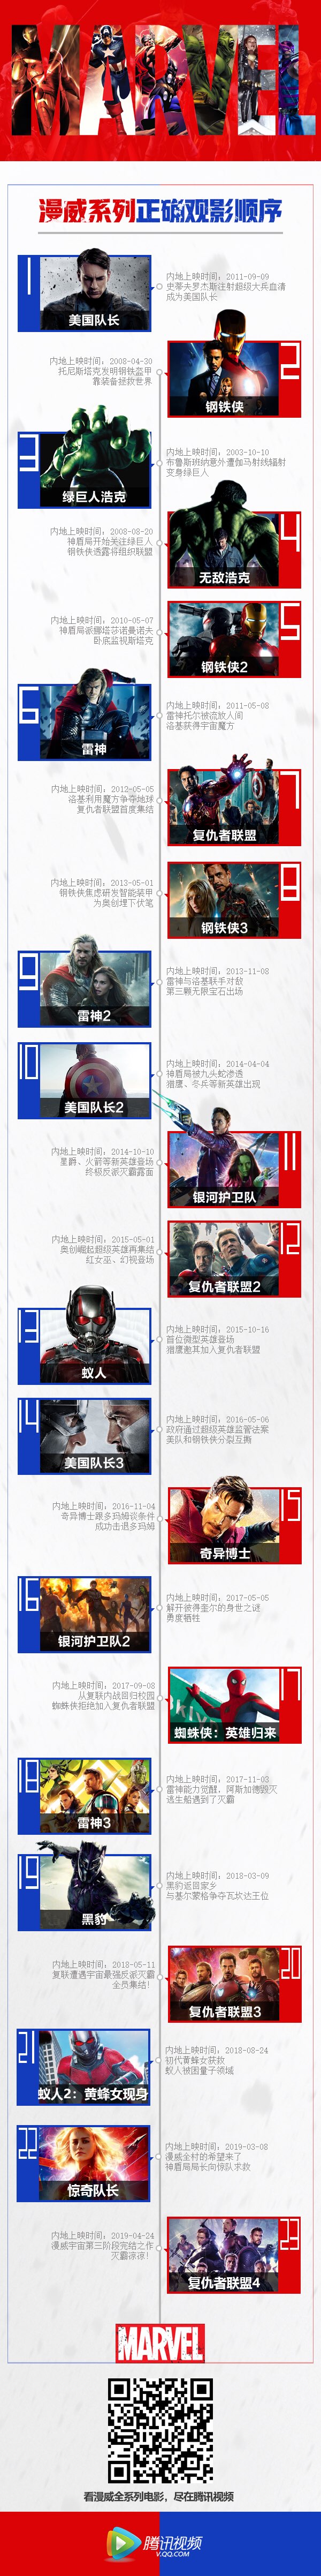 MARVEL
漫威系列正确观影顺序
1
美国队长
内地上映时间，2011-09-09
史蒂夫罗杰斯注射超级大兵血清
成为美国队长
内地上映时间，2008-04-30
托尼斯塔克发明钢铁盔甲
靠装备拯救世界
2
钢铁侠
3
绿巨人浩克
内地上映时间，2003-10-10
布鲁斯班纳意外遭伽马射线辐射
变身绿巨人
内地上映时间，2008-08-20
神盾局开始关注绿巨人
钢铁侠透露将组织联盟
4
无敌浩克
内地上映时间，2010-05-07
神盾局派娜塔莎诺曼诺夫
卧底监视斯塔克
5
钢铁侠2
6
雷神
内地上映时间，2011-05-08
雷神托尔被流放人间
洛基获得宇宙魔方
内地上映时间，2012-05-05
洛基利用魔方争夺地球
复仇者联盟首度集结
7
复仇者联盟
内地上映时间，2013-05-01
钢铁侠焦虑研发智能装甲
为奥创埋下伏笔
8
钢铁侠3
9
雷神2
内地上映时间，2013-11-08
雷神与洛基联手对敌
第三颗无限宝石出场
10
美国队长2
内地上映时间，2014-04-04
神盾局被九头蛇渗透
猎鹰、冬兵等新英雄出现
内地上映时间，2014-10-10
星爵、火箭等新英雄登场
终极反派灭霸露面
11
银河护卫队
内地上映时间，2015-05-01
奥创崛起超级英雄再集结
红女巫、幻视登场
12
复仇者联盟2
13
蚁人
内地上映时间，2015-10-16
首位微型英雄登场
猎鹰邀其加入复仇者联盟
14
美国队长3
内地上映时间，2016-05-06
政府通过超级英雄监管法案
美队和钢铁侠分裂互撕
内地上映时间，2016-11-04
奇异博士跟多玛姆谈条件
成功击退多玛姆
15
奇异博士
16
银河护卫队2
内地上映时间，2017-05-05
解开彼得奎尔的身世之谜
勇度牺牲
内地上映时间，2017-09-08
从复联内战回归校园
蜘蛛侠拒绝加入复仇者联盟
17
蜘蛛侠：英雄归来
18
雷神3
内地上映时间，2017-11-03
雷神能力觉醒、阿斯加德毁灭
逃生船遇到了灭霸
19
黑豹
内地上映时间，2018-03-09
黑豹返回家乡
与基尔蒙格争夺瓦坎达王位
内地上映时间，2018-05-11
复联遭遇宇宙最强反派灭霸
全员集结！
20
复仇者联盟3
21
蚁人2：黄蜂女现身
内地上映时间，2018-08-24
初代黄蜂女获救
蚁人被困量子领域
22
惊奇队长
内地上映时间，2019-03-08
漫威全村的希望来了
神盾局局长向惊队求救
内地上映时间，2019-04-24
漫威宇宙第三阶段完结之作
灭霸凉凉！
23
复仇者联盟4
MARVEL
看漫威全系列电影，尽在腾讯视频
腾讯视频
V.QQ.COM